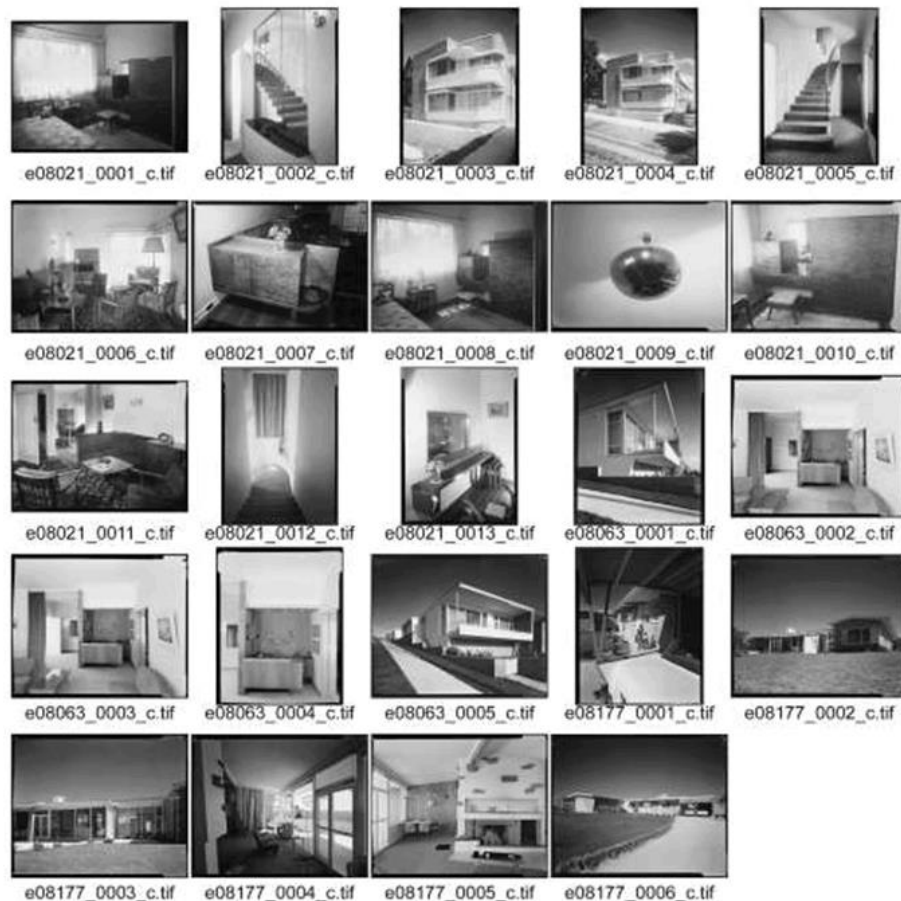 e08021_0001_c.tif e08021_0002_c.tif e08021_0003_c.tif e08021_0004_c.tif e08021_0005_c.tif
e08021_0006_c.tif e08021_0007_c.tif e08021_0008_c.tif e08021_0009_c.tif e08021_0010_c.tif
e08021_0011_c.tif e08021_0012_c.tif e08021_0013_c.tif e08063_0001_c.tif e08063_0002_c.tif
e08063_0003_c.tif e08063_0004_c.tif e08063_0005_c.tif e08177_0001_c.tif e08177_0002_c.tif
e08177_0003_c.tif e08177_0004_c.tif e08177_0005_c.tif e08177_0006_c.tif